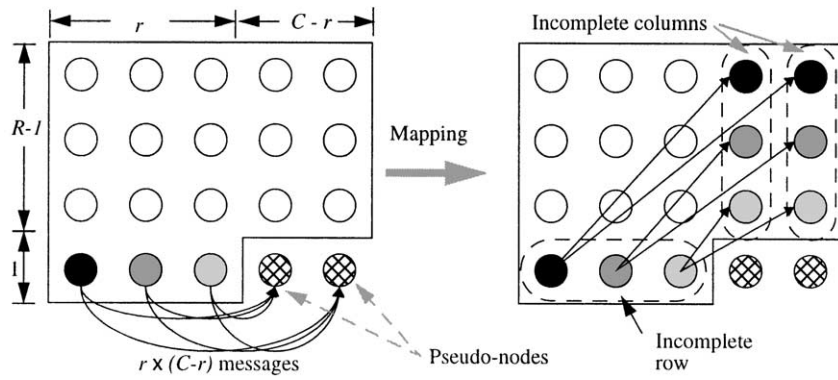 r
C - r
R-1
1
r x (C-r) messages
Pseudo-nodes
Mapping
Incomplete columns
Incomplete
row